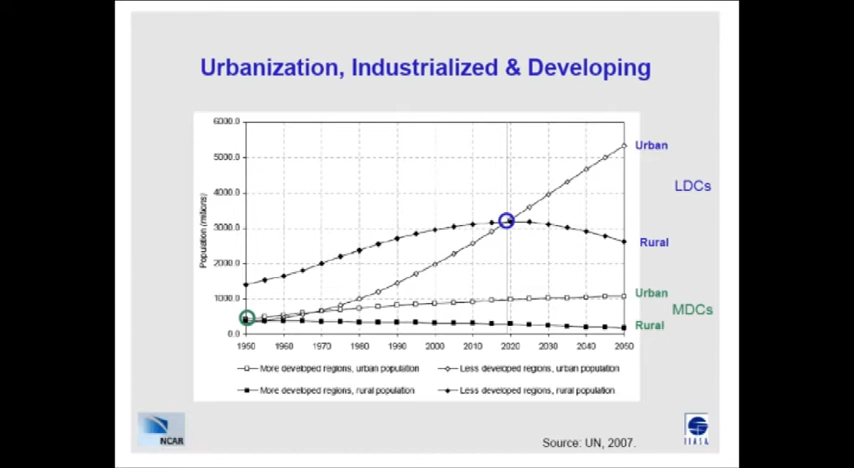 Urbanization, Industrialized & Developing
Population (millions)
6000.0
5000.0
4000.0
3000.0
2000.0
1000.0
0.0
1950 1960 1970 1980 1990 2000 2010 2020 2030 2040 2050
Urban
LDCs
Rural
Urban
MDCs
Rural
More developed regions, urban population
Less developed regions, urban population
More developed regions, rural population
Less developed regions, rural population
NCAR
IIASA
Source: UN, 2007.